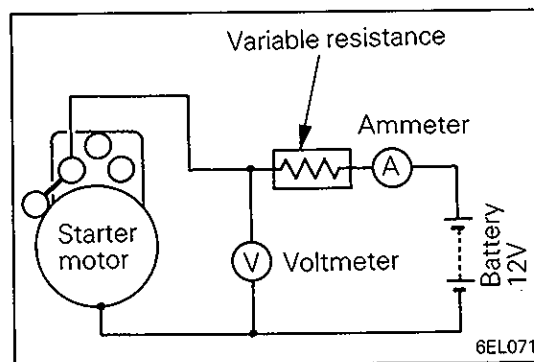 Variable resistance
Ammeter
A
Starter
motor
V
Voltmeter
Battery
12V
6EL071